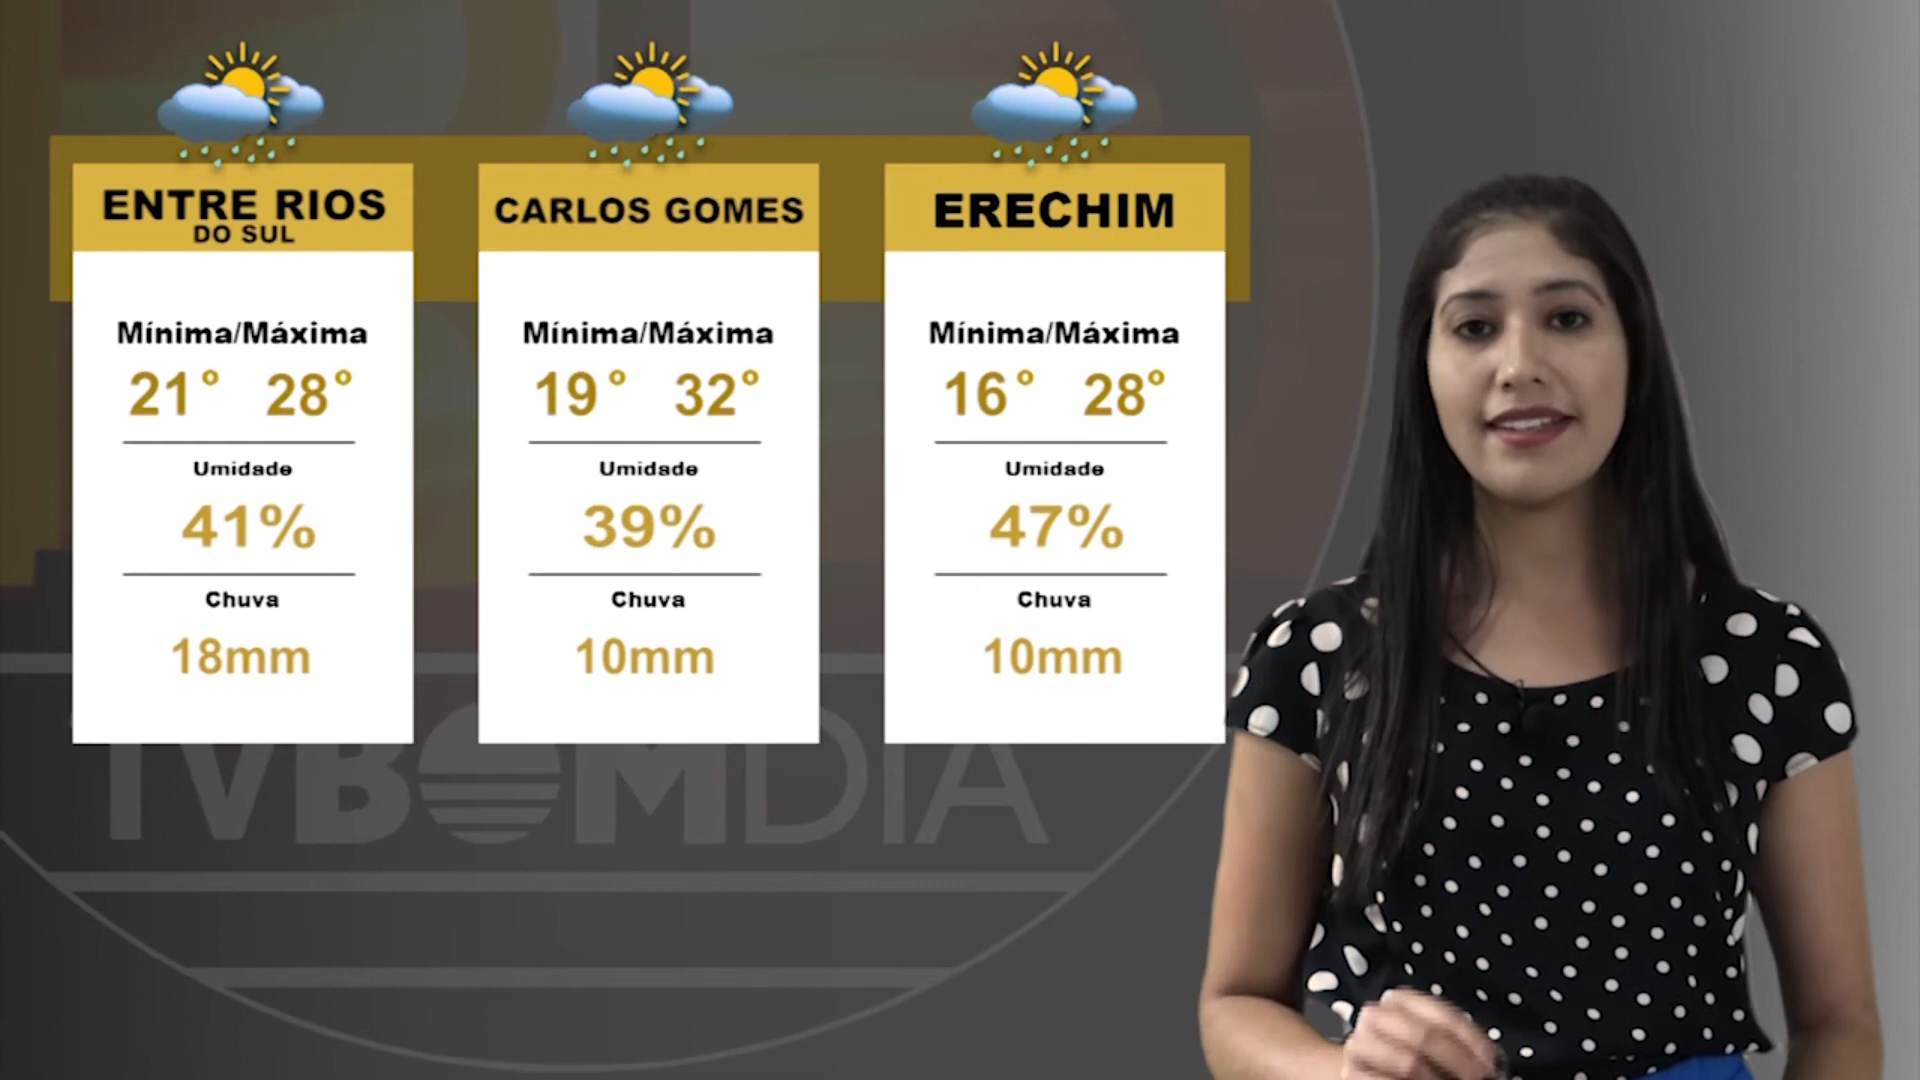 ENTRE RIOS
DO SUL
Mínima/Máxima
21° 28°
Umidade
41%
Chuva
18mm
CARLOS GOMES
Mínima/Máxima
19° 32°
Umidade
39%
Chuva
10mm
ERECHIM
Mínima/Máxima
16° 28°
Umidade
47%
Chuva
10mm
TVBOMDIA